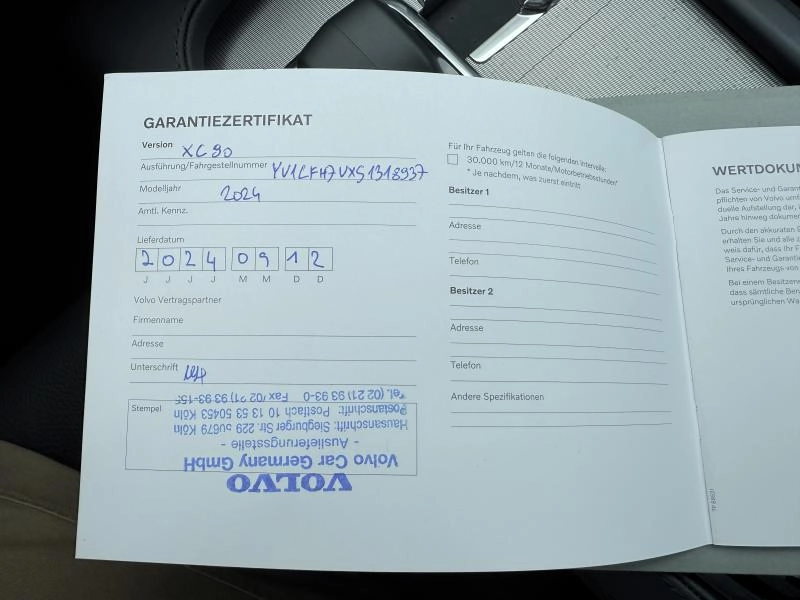 GARANTIEZERTIFIKAT
Version XC90
Ausführung/Fahrgestellnummer YV1LFH7VXS1318937
Modelljahr 2024
Amtl. Kennz.
Lieferdatum
2 0 2 4 0 9 1 2
J J J J M M D D
Volvo Vertragspartner
Firmenname
Adresse
Unterschrift
Stempel
VOLVO
Volvo Car Germany GmbH
- Auslieferungsstelle -
Hausanschrift: Siegburger Str. 229 50679 Köln
Postanschrift: Postfach 10 13 53 50453 Köln
Tel. (02 21) 93 93-0 Fax (02 21) 93 93-155
Für Ihr Fahrzeug gelten die folgenden Intervalle:
30.000 km/12 Monate/Motorbetriebsstunden*
* Je nachdem, was zuerst eintritt
Besitzer 1
Adresse
Telefon
Besitzer 2
Adresse
Telefon
Andere Spezifikationen
WERTDOKUM
Das Service- und Garant
pflichten von Volvo umf
duelle Aufstellung der,
Jahre hinweg dokume
Durch den akkuraten
erhalten Sie und alle z
weis dafür, dass Ihr F
Service- und Garantie
Ihres Fahrzeugs von
Bei einem Besitzerw
dass sämtliche Ben
ursprünglichen Wa